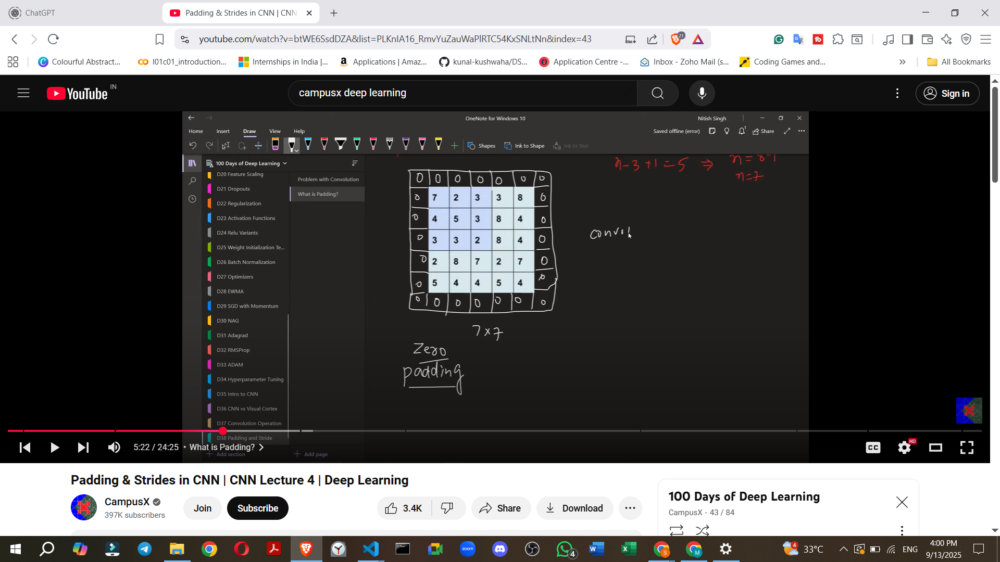 ChatGPT
Padding & Strides in CNN | CNN
youtube.com/watch?v=btWE6SsdDZA&list=PLKnIA16_RmvYuZauWaPlRTC54KxSNLtNn&index=43
21
Colourful Abstract...
l01c01_introduction...
Internships in India |...
Applications | Amaz...
kunal-kushwaha/DS...
Application Centre -...
Inbox - Zoho Mail (s...
Coding Games and...
All Bookmarks
YouTube IN
campusx deep learning
Sign in
OneNote for Windows 10
Nitish Singh
Home Insert Draw View Help
Saved offline (error)
Share
Shapes
Ink to Shape
Ink to Text
100 Days of Deep Learning
D20 Feature Scaling
D21 Dropouts
D22 Regularization
D23 Activation Functions
D24 Relu Variants
D25 Weight Initialization Te...
D26 Batch Normalization
D27 Optimizers
D28 EWMA
D29 SGD with Momentum
D30 NAG
D31 Adagrad
D32 RMSProp
D33 ADAM
D34 Hyperparameter Tuning
D35 Intro to CNN
D36 CNN vs Visual Cortex
D37 Convolution Operation
D38 Padding and Stride
Add section
Problem with Convolution
What is Padding?
Add page
n-3+1=5 ⇒ n=8-1
n=7
0 0 0 0 0 0 0
0 7 2 3 3 8 0
0 4 5 3 8 4 0
0 3 3 2 8 4 0
0 2 8 7 2 7 0
0 5 4 4 5 4 0
0 0 0 0 0 0 0
7x7
Zero
padding
5:22 / 24:25 • What is Padding?
CC
HD
Padding & Strides in CNN | CNN Lecture 4 | Deep Learning
CampusX
397K subscribers
Join
Subscribe
3.4K
Share
Download
100 Days of Deep Learning
CampusX - 43 / 84
zoom
4
4
33°C
ENG
4:00 PM
9/13/2025